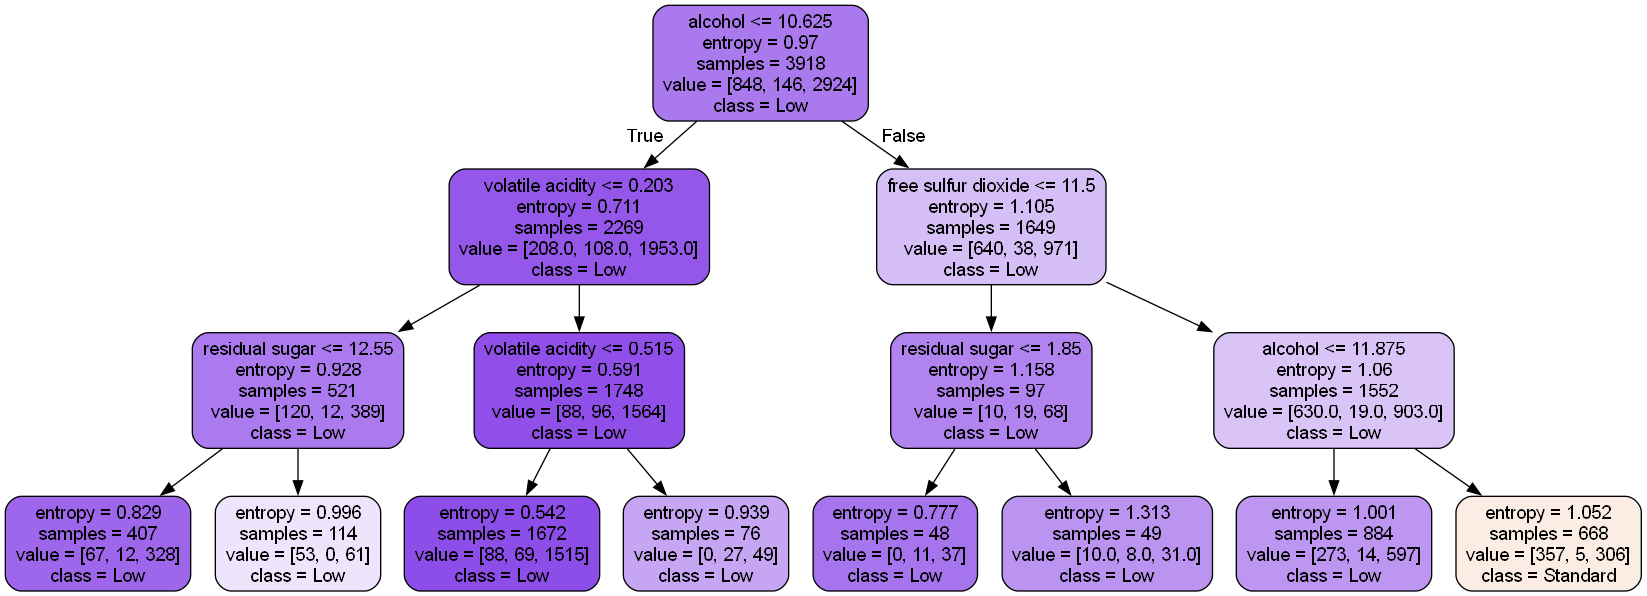 alcohol <= 10.625
entropy = 0.97
samples = 3918
value = [848, 146, 2924]
class = Low
True
False
volatile acidity <= 0.203
entropy = 0.711
samples = 2269
value = [208.0, 108.0, 1953.0]
class = Low
free sulfur dioxide <= 11.5
entropy = 1.105
samples = 1649
value = [640, 38, 971]
class = Low
residual sugar <= 12.55
entropy = 0.928
samples = 521
value = [120, 12, 389]
class = Low
volatile acidity <= 0.515
entropy = 0.591
samples = 1748
value = [88, 96, 1564]
class = Low
residual sugar <= 1.85
entropy = 1.158
samples = 97
value = [10, 19, 68]
class = Low
alcohol <= 11.875
entropy = 1.06
samples = 1552
value = [630.0, 19.0, 903.0]
class = Low
entropy = 0.829
samples = 407
value = [67, 12, 328]
class = Low
entropy = 0.996
samples = 114
value = [53, 0, 61]
class = Low
entropy = 0.542
samples = 1672
value = [88, 69, 1515]
class = Low
entropy = 0.939
samples = 76
value = [0, 27, 49]
class = Low
entropy = 0.777
samples = 48
value = [0, 11, 37]
class = Low
entropy = 1.313
samples = 49
value = [10.0, 8.0, 31.0]
class = Low
entropy = 1.001
samples = 884
value = [273, 14, 597]
class = Low
entropy = 1.052
samples = 668
value = [357, 5, 306]
class = Standard